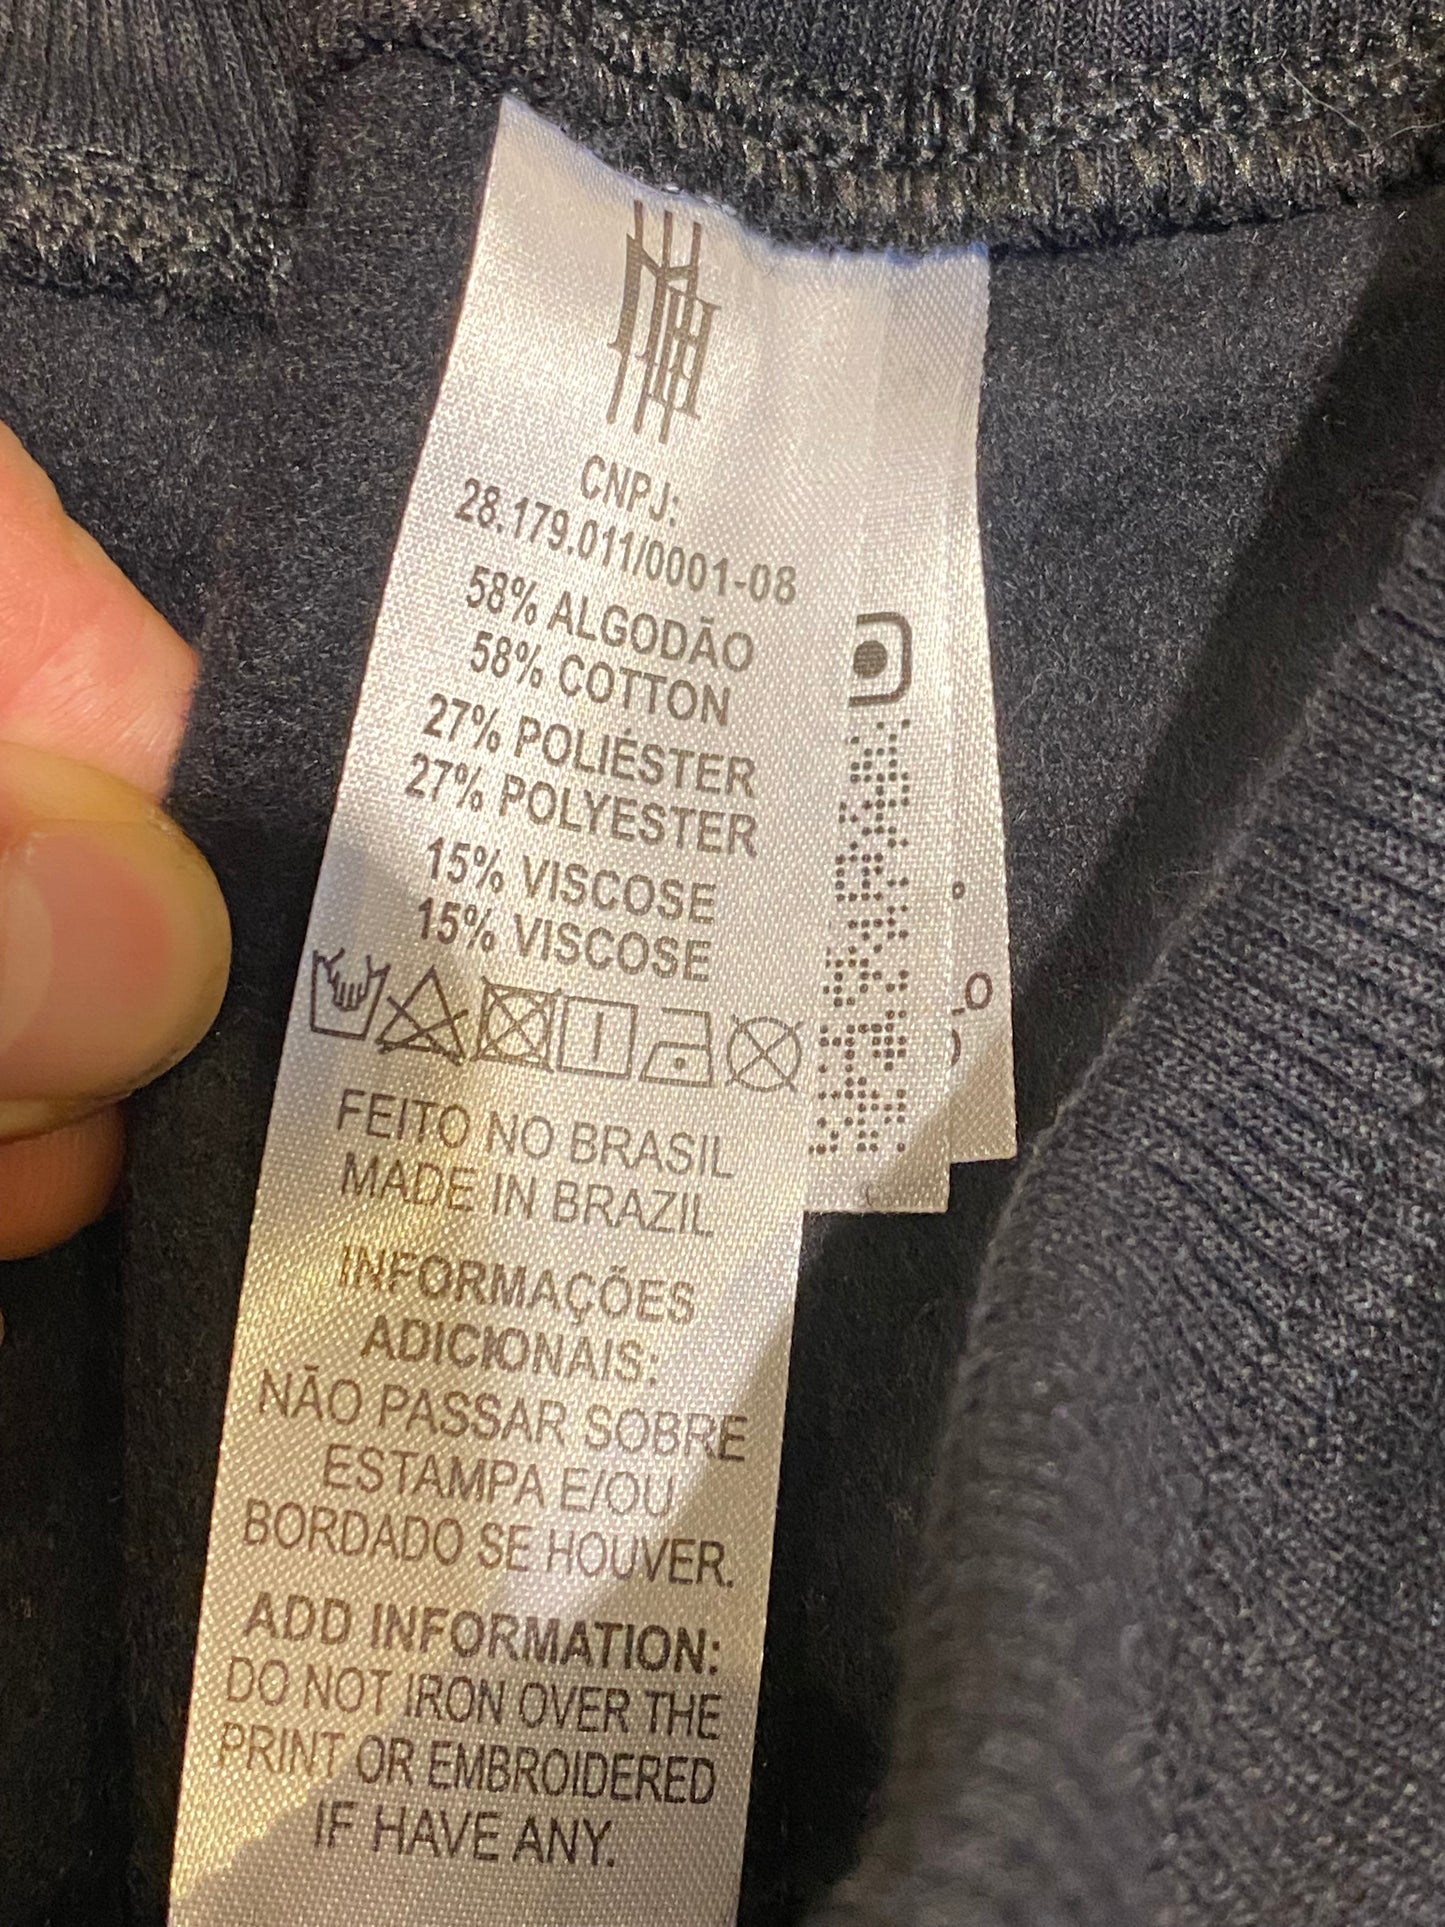 CNPJ:
28.179.011/0001-08
58% ALGODÃO
58% COTTON
27% POLIÉSTER
27% POLYESTER
15% VISCOSE
15% VISCOSE
FEITO NO BRASIL
MADE IN BRAZIL
INFORMAÇÕES
ADICIONAIS:
NÃO PASSAR SOBRE
ESTAMPA E/OU
BORDADO SE HOUVER.
ADD INFORMATION:
DO NOT IRON OVER THE
PRINT OR EMBROIDERED
IF HAVE ANY.